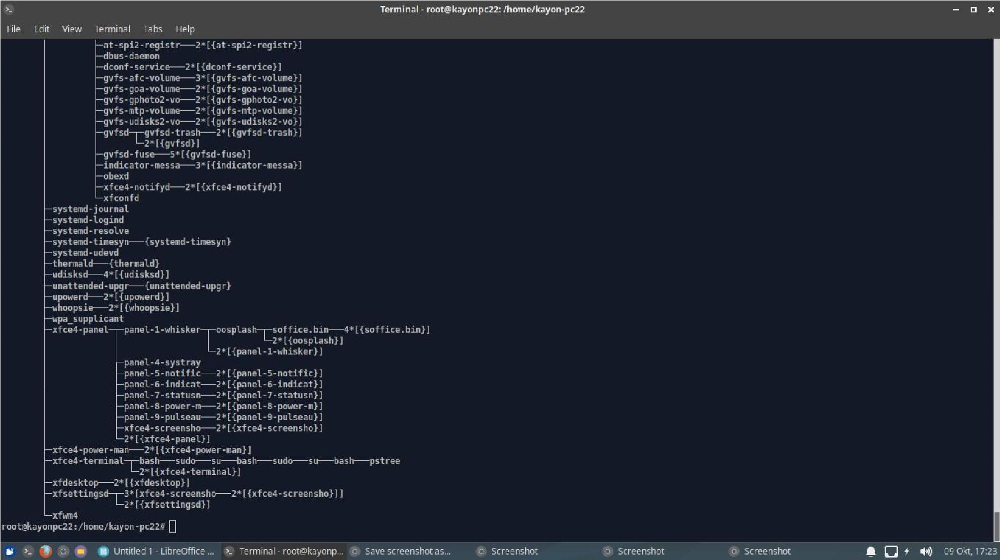 Terminal - root@kayonpc22: /home/kayon-pc22
File Edit View Terminal Tabs Help
├─at-spi2-registr───2*[{at-spi2-registr}]
├─dbus-daemon
├─dconf-service───2*[{dconf-service}]
├─gvfs-afc-volume───3*[{gvfs-afc-volume}]
├─gvfs-goa-volume───2*[{gvfs-goa-volume}]
├─gvfs-gphoto2-vo───2*[{gvfs-gphoto2-vo}]
├─gvfs-mtp-volume───2*[{gvfs-mtp-volume}]
├─gvfs-udisks2-vo───2*[{gvfs-udisks2-vo}]
├─gvfsd─┬─gvfsd-trash───2*[{gvfsd-trash}]
└─2*[{gvfsd}]
├─gvfsd-fuse───5*[{gvfsd-fuse}]
├─indicator-messa───3*[{indicator-messa}]
├─obexd
├─xfce4-notifyd───2*[{xfce4-notifyd}]
└─xfconfd
├─systemd-journal
├─systemd-logind
├─systemd-resolve
├─systemd-timesyn───{systemd-timesyn}
├─systemd-udevd
├─thermald───{thermald}
├─udisksd───4*[{udisksd}]
├─unattended-upgr───{unattended-upgr}
├─upowerd───2*[{upowerd}]
├─whoopsie───2*[{whoopsie}]
├─wpa_supplicant
├─xfce4-panel─┬─panel-1-whisker─┬─oosplash─┬─soffice.bin───4*[{soffice.bin}]
└─2*[{oosplash}]
└─2*[{panel-1-whisker}]
├─panel-4-systray
├─panel-5-notific───2*[{panel-5-notific}]
├─panel-6-indicat───2*[{panel-6-indicat}]
├─panel-7-statusn───2*[{panel-7-statusn}]
├─panel-8-power-m───2*[{panel-8-power-m}]
├─panel-9-pulseau───2*[{panel-9-pulseau}]
├─xfce4-screensho───2*[{xfce4-screensho}]
└─2*[{xfce4-panel}]
├─xfce4-power-man───2*[{xfce4-power-man}]
├─xfce4-terminal─┬─bash───sudo───su───bash───sudo───su───bash───pstree
└─2*[{xfce4-terminal}]
├─xfdesktop───2*[{xfdesktop}]
├─xfsettingsd─┬─3*[xfce4-screensho───2*[{xfce4-screensho}]]
└─2*[{xfsettingsd}]
└─xfwm4
root@kayonpc22:/home/kayon-pc22#
Untitled 1 - LibreOffice ... Terminal - root@kayonp... Save screenshot as... Screenshot Screenshot Screenshot 09 Okt, 17:23